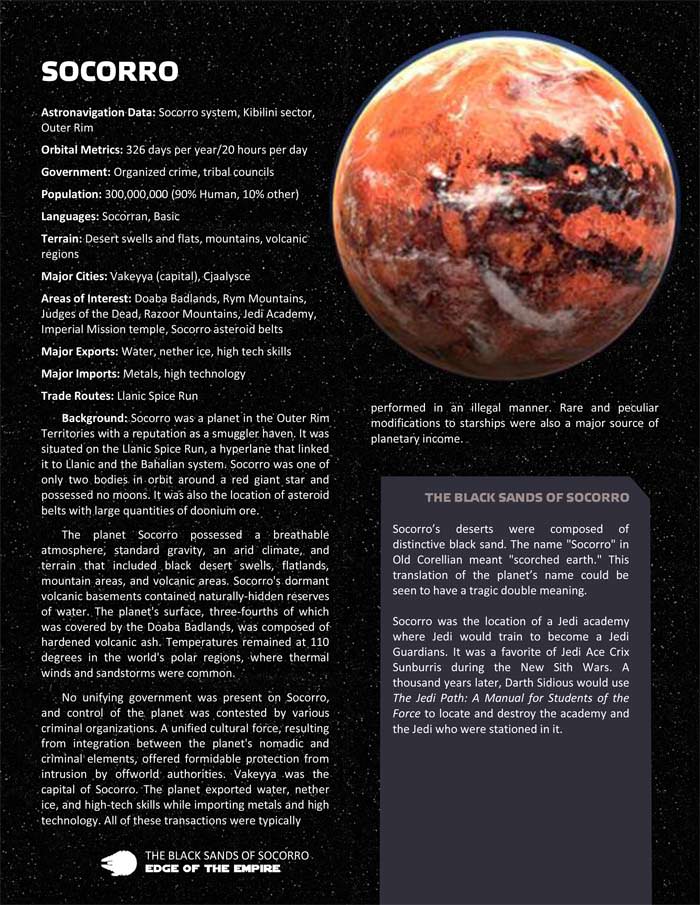 SOCORRO
Astronavigation Data: Socorro system, Kibilini sector,
Outer Rim
Orbital Metrics: 326 days per year/20 hours per day
Government: Organized crime, tribal councils
Population: 300,000,000 (90% Human, 10% other)
Languages: Socorran, Basic
Terrain: Desert swells and flats, mountains, volcanic
regions
Major Cities: Vakeyya (capital), Cjaalysce
Areas of Interest: Doaba Badlands, Rym Mountains,
Judges of the Dead, Razoor Mountains, Jedi Academy,
Imperial Mission temple, Socorro asteroid belts
Major Exports: Water, nether ice, high tech skills
Major Imports: Metals, high technology
Trade Routes: Llanic Spice Run
Background: Socorro was a planet in the Outer Rim
Territories with a reputation as a smuggler haven. It was
situated on the Llanic Spice Run, a hyperlane that linked
it to Llanic and the Bahalian system. Socorro was one of
only two bodies in orbit around a red giant star and
possessed no moons. It was also the location of asteroid
belts with large quantities of doonium ore.
The planet Socorro possessed a breathable
atmosphere, standard gravity, an arid climate, and
terrain that included black desert swells, flatlands,
mountain areas, and volcanic areas. Socorro's dormant
volcanic basements contained naturally-hidden reserves
of water. The planet's surface, three-fourths of which
was covered by the Doaba Badlands, was composed of
hardened volcanic ash. Temperatures remained at 110
degrees in the world's polar regions, where thermal
winds and sandstorms were common.
No unifying government was present on Socorro,
and control of the planet was contested by various
criminal organizations. A unified cultural force, resulting
from integration between the planet's nomadic and
criminal elements, offered formidable protection from
intrusion by offworld authorities. Vakeyya was the
capital of Socorro. The planet exported water, nether
ice, and high-tech skills while importing metals and high
technology. All of these transactions were typically
performed in an illegal manner. Rare and peculiar
modifications to starships were also a major source of
planetary income.
THE BLACK SANDS OF SOCORRO
Socorro's deserts were composed of
distinctive black sand. The name "Socorro" in
Old Corellian meant "scorched earth." This
translation of the planet's name could be
seen to have a tragic double meaning.
Socorro was the location of a Jedi academy
where Jedi would train to become a Jedi
Guardians. It was a favorite of Jedi Ace Crix
Sunburris during the New Sith Wars. A
thousand years later, Darth Sidious would use
The Jedi Path: A Manual for Students of the
Force to locate and destroy the academy and
the Jedi who were stationed in it.
THE BLACK SANDS OF SOCORRO
EDGE OF THE EMPIRE